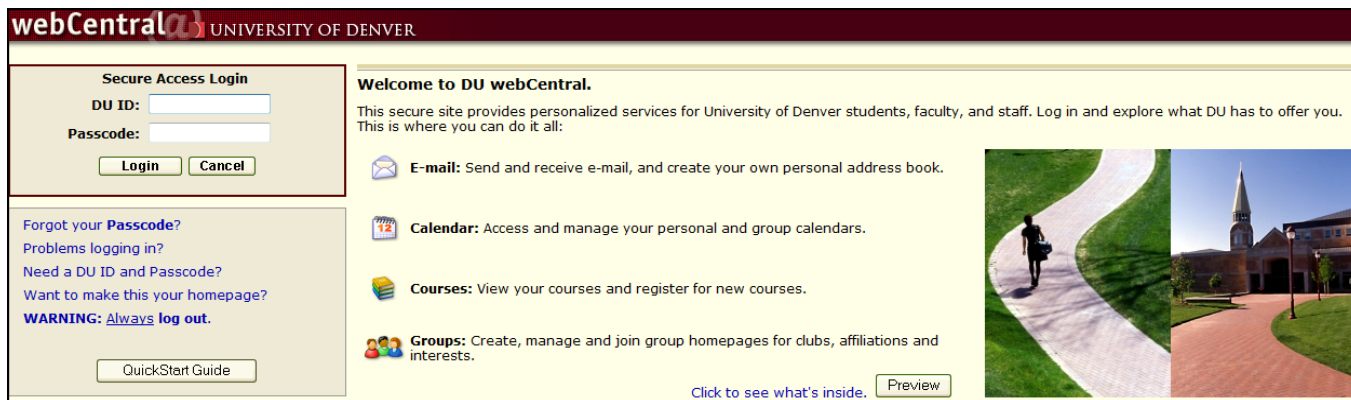 webCentral(@) UNIVERSITY OF DENVER
Secure Access Login
DU ID:
Passcode:
Login Cancel
Forgot your Passcode?
Problems logging in?
Need a DU ID and Passcode?
Want to make this your homepage?
WARNING: Always log out.
QuickStart Guide
Welcome to DU webCentral.
This secure site provides personalized services for University of Denver students, faculty, and staff. Log in and explore what DU has to offer you.
This is where you can do it all:
E-mail: Send and receive e-mail, and create your own personal address book.
12
Calendar: Access and manage your personal and group calendars.
Courses: View your courses and register for new courses.
Groups: Create, manage and join group homepages for clubs, affiliations and
interests.
Click to see what's inside. Preview